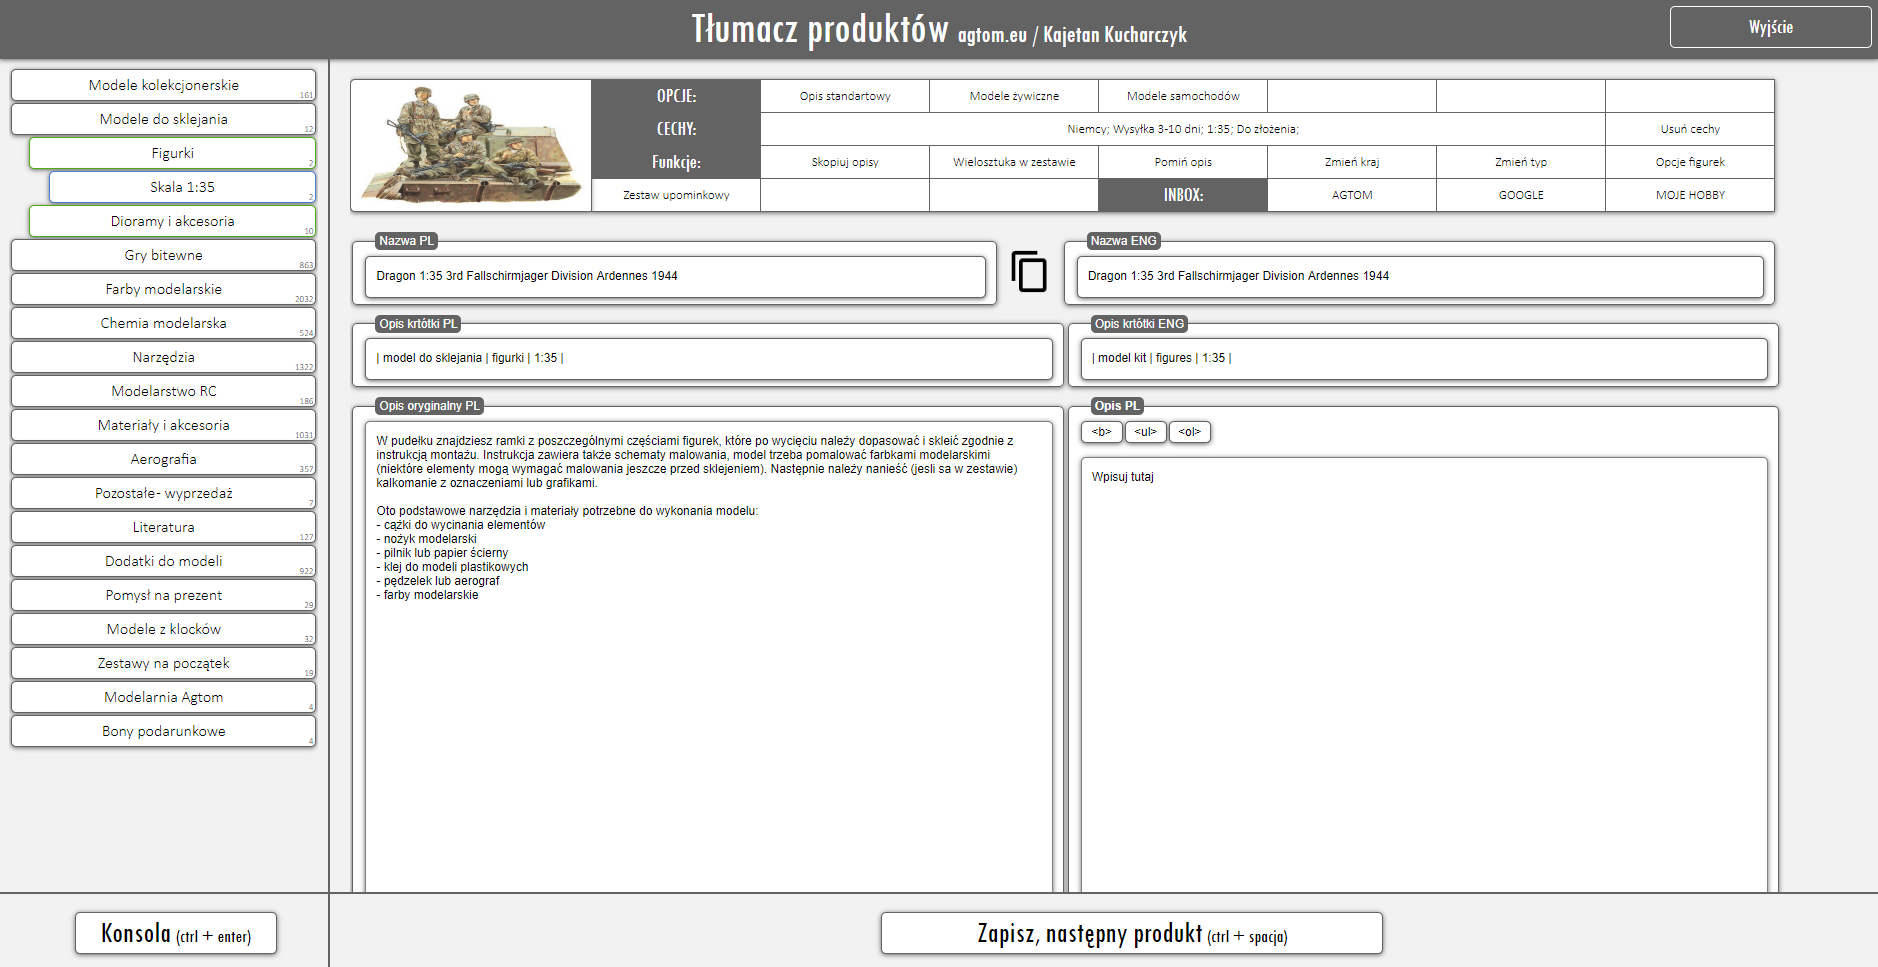 Tłumacz produktów agtom.eu / Kajetan Kucharczyk
Wyjście
Modele kolekcjonerskie 161
Modele do sklejania 12
Figurki 2
Skala 1:35 2
Dioramy i akcesoria 10
Gry bitewne 863
Farby modelarskie 2032
Chemia modelarska 524
Narzędzia 1322
Modelarstwo RC 186
Materiały i akcesoria 1031
Aerografia 357
Pozostałe- wyprzedaż 7
Literatura 127
Dodatki do modeli 922
Pomysł na prezent 29
Modele z klocków 32
Zestawy na początek 19
Modelarnia Agtom 4
Bony podarunkowe 4
OPCJE: Opis standartowy Modele żywiczne Modele samochodów
CECHY: Niemcy; Wysyłka 3-10 dni; 1:35; Do złożenia; Usuń cechy
Funkcje: Skopiuj opisy Wielosztuka w zestawie Pomiń opis Zmień kraj Zmień typ Opcje figurek
Zestaw upominkowy INBOX: AGTOM GOOGLE MOJE HOBBY
Nazwa PL
Dragon 1:35 3rd Fallschirmjager Division Ardennes 1944
Nazwa ENG
Dragon 1:35 3rd Fallschirmjager Division Ardennes 1944
Opis krtótki PL
| model do sklejania | figurki | 1:35 |
Opis krtótki ENG
| model kit | figures | 1:35 |
Opis oryginalny PL
W pudełku znajdziesz ramki z poszczególnymi częściami figurek, które po wycięciu należy dopasować i skleić zgodnie z
instrukcją montażu. Instrukcja zawiera także schematy malowania, model trzeba pomalować farbkami modelarskimi
(niektóre elementy mogą wymagać malowania jeszcze przed sklejeniem). Następnie należy nanieść (jesli sa w zestawie)
kalkomanie z oznaczeniami lub grafikami.
Oto podstawowe narzędzia i materiały potrzebne do wykonania modelu:
- cążki do wycinania elementów
- nożyk modelarski
- pilnik lub papier ścierny
- klej do modeli plastikowych
- pędzelek lub aerograf
- farby modelarskie
Opis PL
<b> <ul> <ol>
Wpisuj tutaj
Konsola (ctrl + enter)
Zapisz, następny produkt (ctrl + spacja)